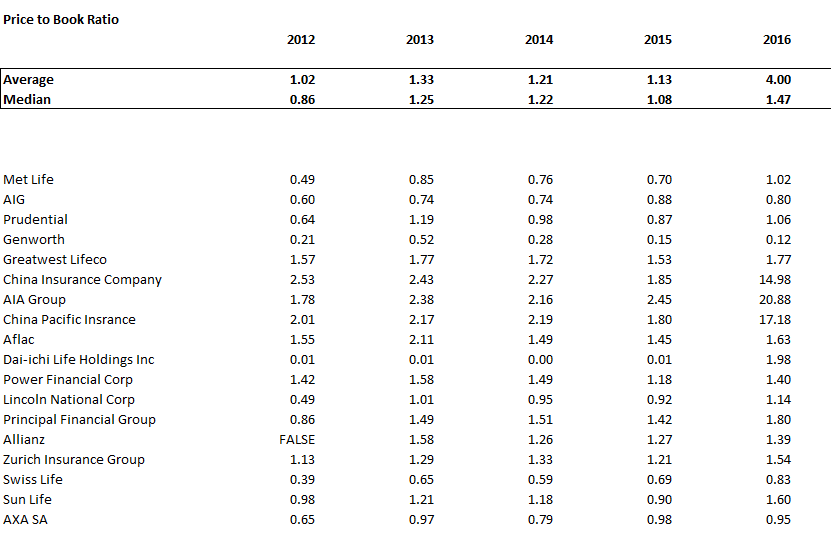 Price to Book Ratio
2012 2013 2014 2015 2016
Average 1.02 1.33 1.21 1.13 4.00
Median 0.86 1.25 1.22 1.08 1.47
Met Life 0.49 0.85 0.76 0.70 1.02
AIG 0.60 0.74 0.74 0.88 0.80
Prudential 0.64 1.19 0.98 0.87 1.06
Genworth 0.21 0.52 0.28 0.15 0.12
Greatwest Lifeco 1.57 1.77 1.72 1.53 1.77
China Insurance Company 2.53 2.43 2.27 1.85 14.98
AIA Group 1.78 2.38 2.16 2.45 20.88
China Pacific Insrance 2.01 2.17 2.19 1.80 17.18
Aflac 1.55 2.11 1.49 1.45 1.63
Dai-ichi Life Holdings Inc 0.01 0.01 0.00 0.01 1.98
Power Financial Corp 1.42 1.58 1.49 1.18 1.40
Lincoln National Corp 0.49 1.01 0.95 0.92 1.14
Principal Financial Group 0.86 1.49 1.51 1.42 1.80
Allianz FALSE 1.58 1.26 1.27 1.39
Zurich Insurance Group 1.13 1.29 1.33 1.21 1.54
Swiss Life 0.39 0.65 0.59 0.69 0.83
Sun Life 0.98 1.21 1.18 0.90 1.60
AXA SA 0.65 0.97 0.79 0.98 0.95